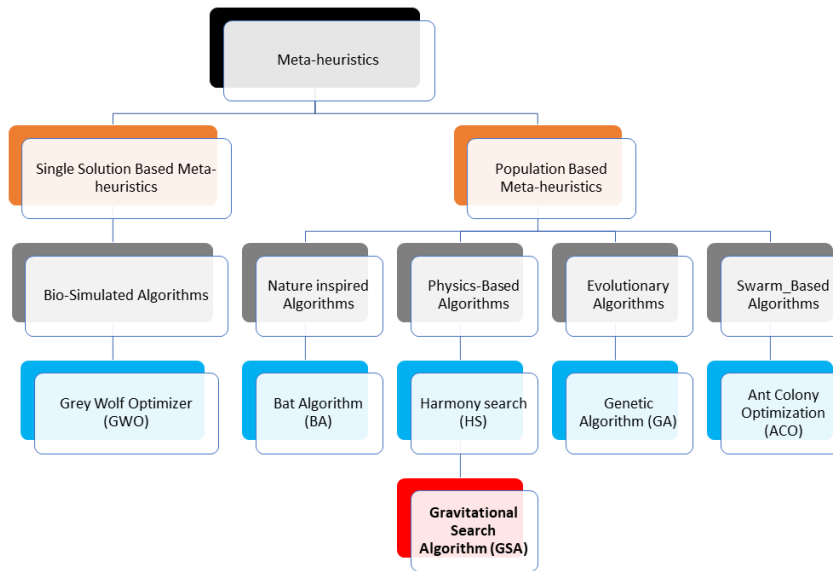 Meta-heuristics
Single Solution Based Meta-
heuristics
Population Based
Meta-heuristics
Bio-Simulated Algorithms
Nature inspired
Algorithms
Physics-Based
Algorithms
Evolutionary
Algorithms
Swarm_Based
Algorithms
Grey Wolf Optimizer
(GWO)
Bat Algorithm
(BA)
Harmony search
(HS)
Genetic
Algorithm (GA)
Ant Colony
Optimization
(ACO)
Gravitational
Search
Algorithm (GSA)